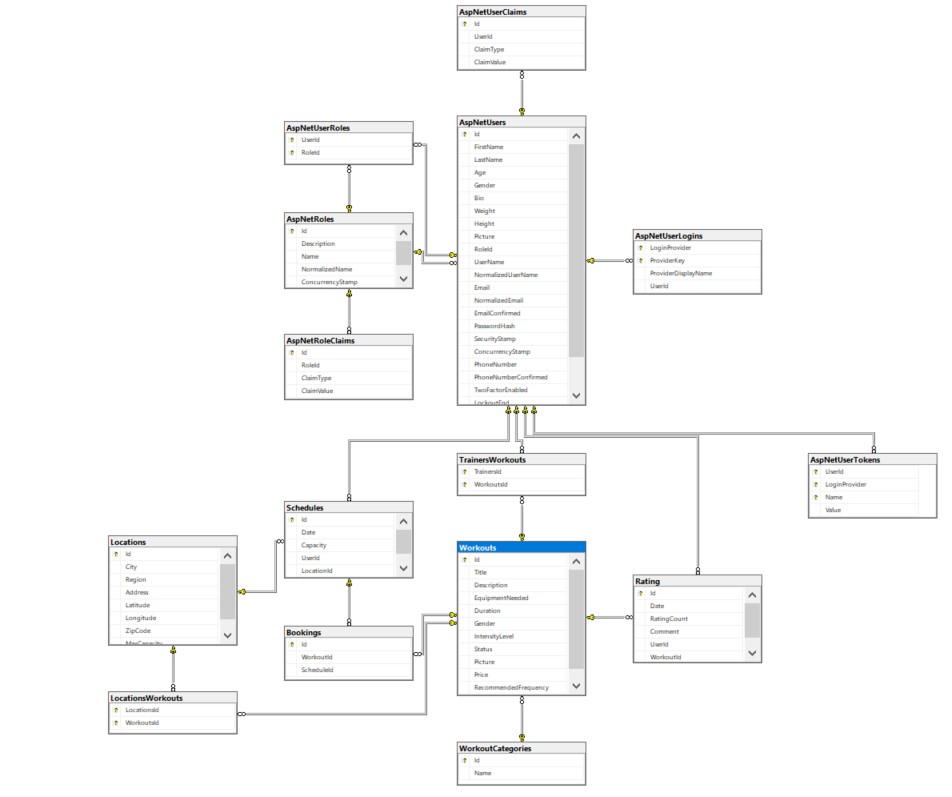 AspNetUserClaims
Id
UserId
ClaimType
ClaimValue
AspNetUserRoles
UserId
RoleId
AspNetUsers
Id
FirstName
LastName
Age
Gender
Bio
Weight
Height
Picture
RoleId
UserName
NormalizedUserName
Email
NormalizedEmail
EmailConfirmed
PasswordHash
SecurityStamp
ConcurrencyStamp
PhoneNumber
PhoneNumberConfirmed
TwoFactorEnabled
LockoutEnd
AspNetRoles
Id
Description
Name
NormalizedName
ConcurrencyStamp
AspNetUserLogins
LoginProvider
ProviderKey
ProviderDisplayName
UserId
AspNetRoleClaims
Id
RoleId
ClaimType
ClaimValue
TrainersWorkouts
TrainersId
WorkoutsId
AspNetUserTokens
UserId
LoginProvider
Name
Value
Schedules
Id
Date
Capacity
UserId
LocationId
Locations
Id
City
Region
Address
Latitude
Longitude
ZipCode
MaxCapacity
Workouts
Id
Title
Description
EquipmentNeeded
Duration
Gender
IntensityLevel
Status
Picture
Price
RecommendedFrequency
Rating
Id
Date
RatingCount
Comment
UserId
WorkoutId
Bookings
Id
WorkoutId
ScheduleId
LocationsWorkouts
LocationsId
WorkoutsId
WorkoutCategories
Id
Name